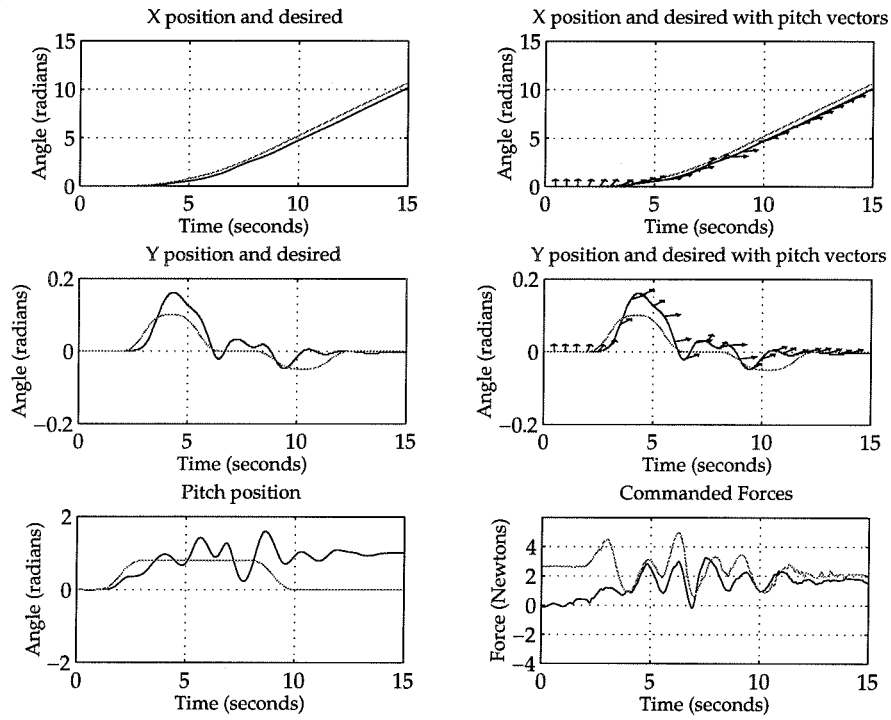 X position and desired
15
10
5
0
Angle (radians)
0 5 10 15
Time (seconds)
X position and desired with pitch vectors
15
10
5
0
Angle (radians)
0 5 10 15
Time (seconds)
Y position and desired
0.2
0
−0.2
Angle (radians)
0 5 10 15
Time (seconds)
Y position and desired with pitch vectors
0.2
0
−0.2
Angle (radians)
0 5 10 15
Time (seconds)
Pitch position
2
0
−2
Angle (radians)
0 5 10 15
Time (seconds)
Commanded Forces
4
2
0
−2
−4
Force (Newtons)
0 5 10 15
Time (seconds)